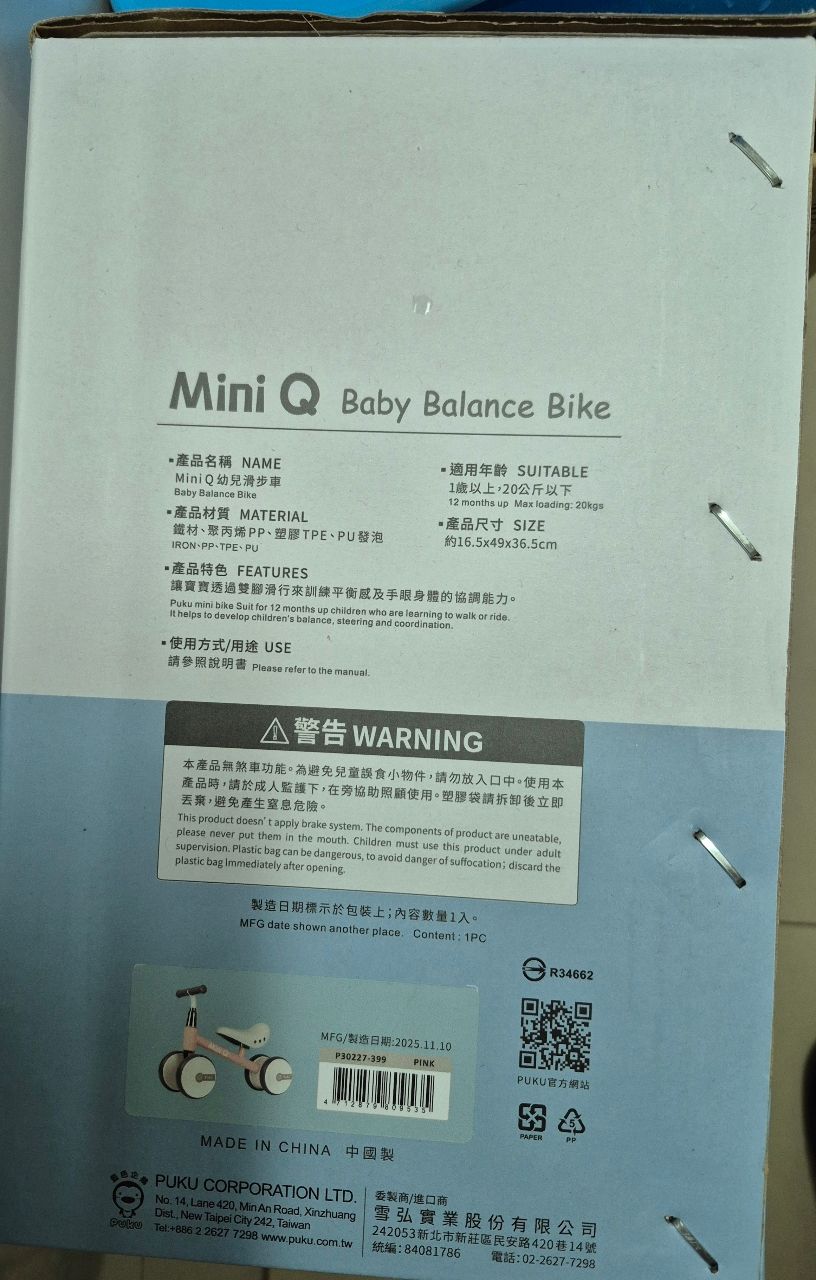 Mini Q Baby Balance Bike
▪產品名稱 NAME
Mini Q 幼兒滑步車
Baby Balance Bike
▪產品材質 MATERIAL
鐵材、聚丙烯PP、塑膠TPE、PU發泡
IRON、PP、TPE、PU
▪適用年齡 SUITABLE
1歲以上,20公斤以下
12 months up Max loading: 20kgs
▪產品尺寸 SIZE
約16.5x49x36.5cm
▪產品特色 FEATURES
讓寶寶透過雙腳滑行來訓練平衡感及手眼身體的協調能力。
Puku mini bike Suit for 12 months up children who are learning to walk or ride.
It helps to develop children's balance, steering and coordination.
▪使用方式/用途 USE
請參照說明書 Please refer to the manual.
警告 WARNING
本產品無煞車功能。為避免兒童誤食小物件,請勿放入口中。使用本
產品時,請於成人監護下,在旁協助照顧使用。塑膠袋請拆卸後立即
丟棄,避免產生窒息危險。
This product doesn't apply brake system. The components of product are uneatable,
please never put them in the mouth. Children must use this product under adult
supervision. Plastic bag can be dangerous, to avoid danger of suffocation; discard the
plastic bag Immediately after opening.
製造日期標示於包裝上;內容數量1入。
MFG date shown another place. Content : 1PC
R34662
MFG/製造日期:2025.11.10
P30227-399 PINK
4 712879 609535
PUKU官方網站
PAPER
5
PP
MADE IN CHINA 中國製
藍色企鵝
PUKU
PUKU CORPORATION LTD.
No. 14, Lane 420, Min An Road, Xinzhuang
Dist., New Taipei City 242, Taiwan
Tel:+886 2 2627 7298 www.puku.com.tw
委製商/進口商
雪弘實業股份有限公司
242053新北市新莊區民安路420巷14號
統編:84081786 電話:02-2627-7298